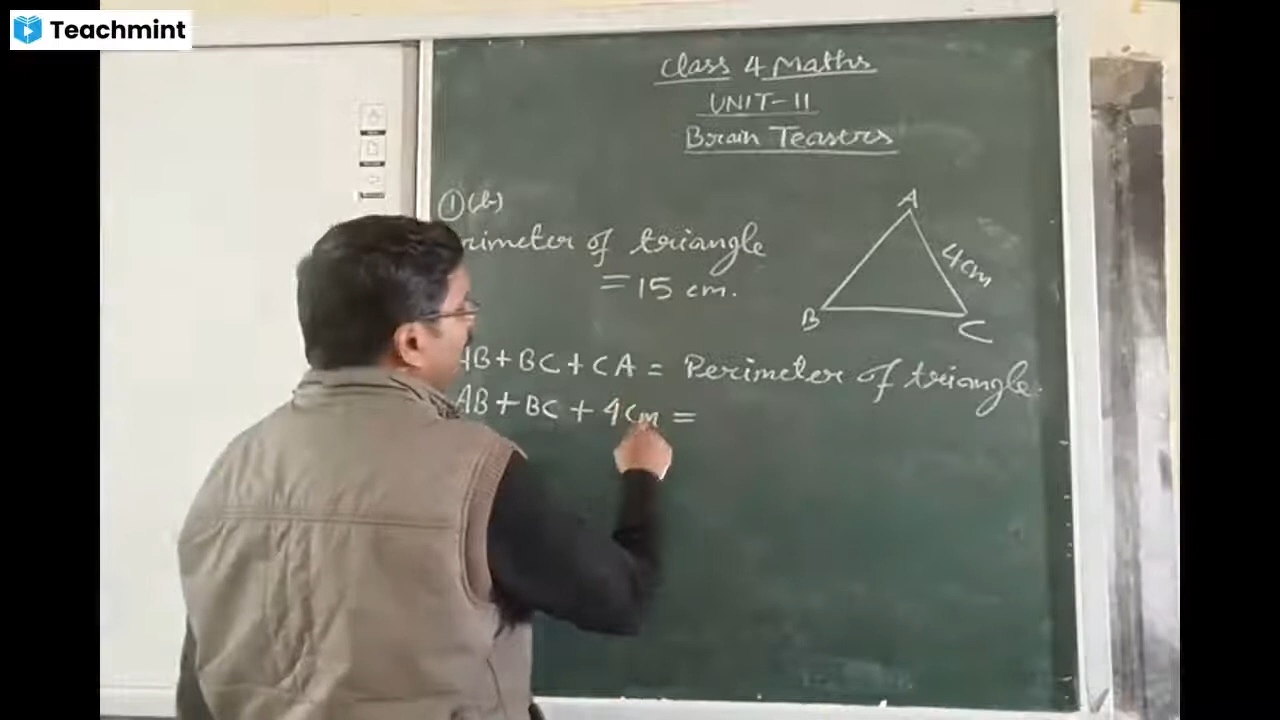 Teachmint
Class 4 Maths
UNIT-11
Brain Teasers
1 (b)
rimeter of triangle
= 15 cm.
A
4cm
B
C
AB + BC + CA = Perimeter of triangle.
AB + BC + 4cm =